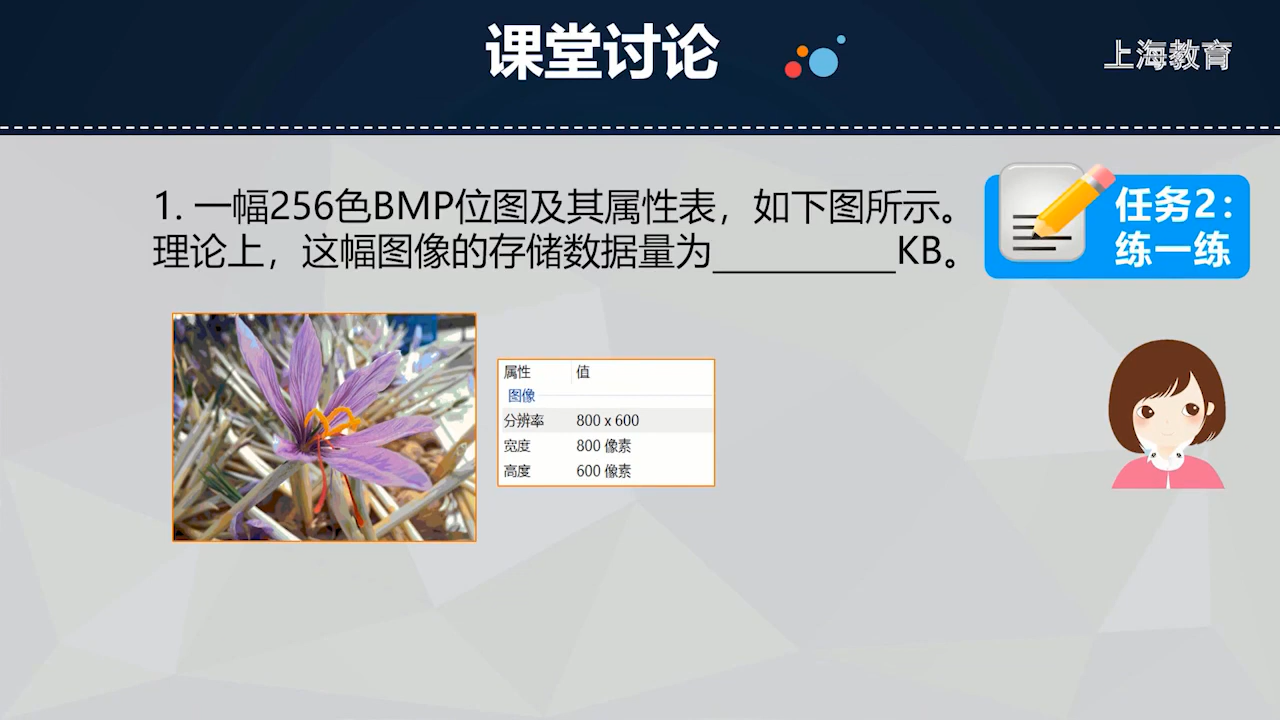 课堂讨论
上海教育
1. 一幅256色BMP位图及其属性表，如下图所示。
理论上，这幅图像的存储数据量为__________KB。
任务2：
练一练
属性 值
图像
分辨率 800 x 600
宽度 800 像素
高度 600 像素